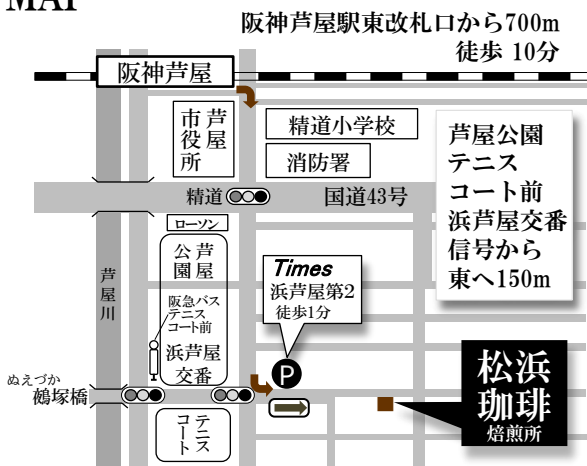 MAP
阪神芦屋駅東改札口から700m
徒歩 10分
阪神芦屋
芦屋
市役所
精道小学校
消防署
芦屋公園
テニス
コート前
浜芦屋交番
信号から
東へ150m
精道
国道43号
ローソン
芦屋
公園
阪急バス
テニス
コート前
浜芦屋
交番
芦屋川
Times
浜芦屋第2
徒歩1分
P
ぬえづか
鵺塚橋
テニス
コート
松浜
珈琲
焙煎所